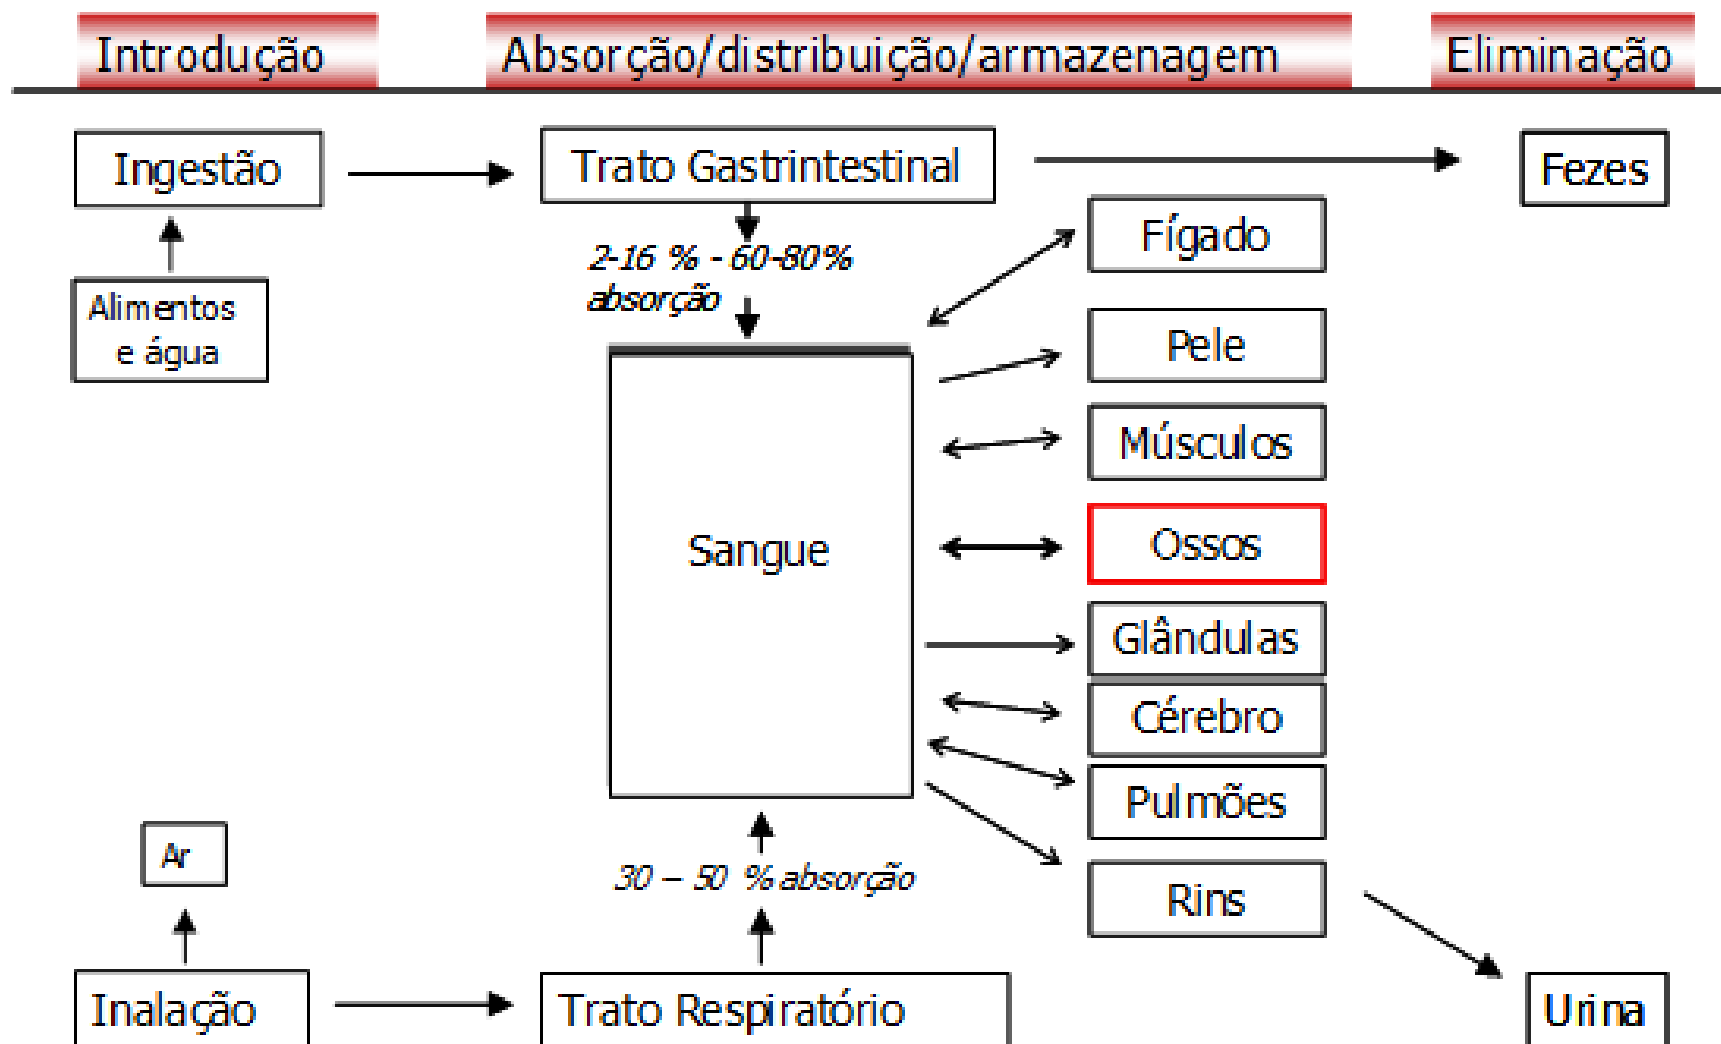 Introdução
Absorção/distribuição/armazenagem
Eliminação
Ingestão
Trato Gastrintestinal
Fezes
2-16 % - 60-80%
absorção
Alimentos
e água
Fígado
Pele
Músculos
Sangue
Ossos
Glândulas
Cérebro
Pulmões
Ar
30 – 50 % absorção
Rins
Inalação
Trato Respiratório
Urina